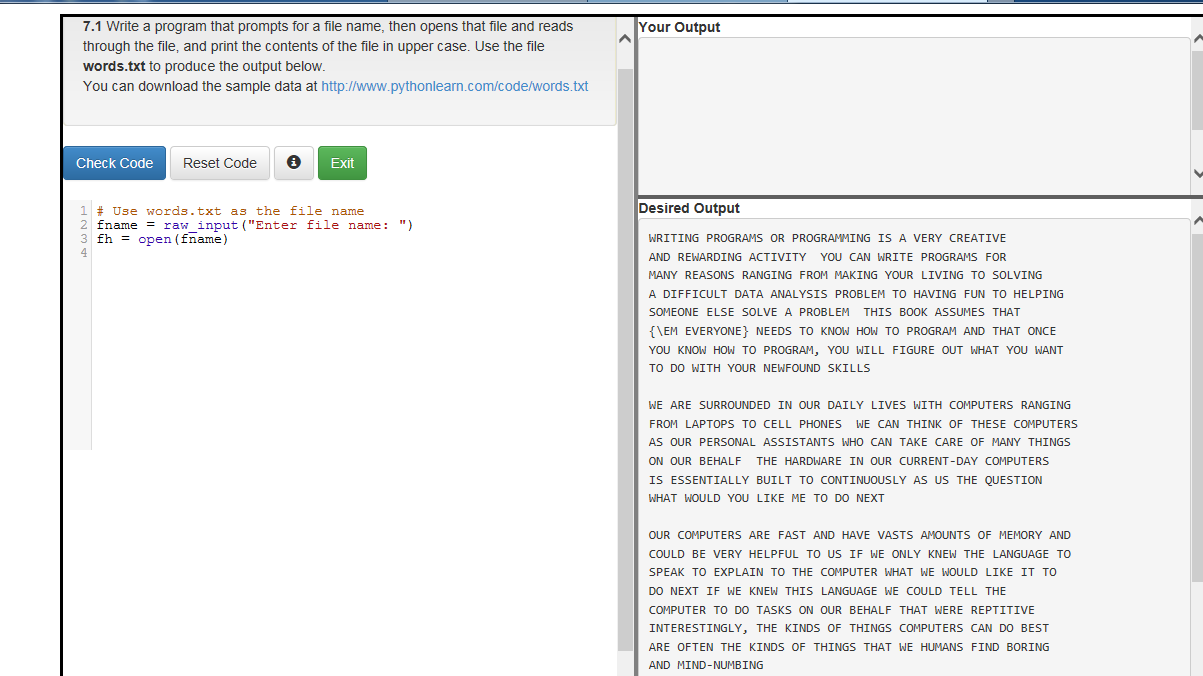 7.1 Write a program that prompts for a file name, then opens that file and reads
through the file, and print the contents of the file in upper case. Use the file
words.txt to produce the output below.
You can download the sample data at http://www.pythonlearn.com/code/words.txt
Check Code
Reset Code
Exit
1 # Use words.txt as the file name
2 fname = raw_input("Enter file name: ")
3 fh = open(fname)
4
Your Output
Desired Output
WRITING PROGRAMS OR PROGRAMMING IS A VERY CREATIVE
AND REWARDING ACTIVITY  YOU CAN WRITE PROGRAMS FOR
MANY REASONS RANGING FROM MAKING YOUR LIVING TO SOLVING
A DIFFICULT DATA ANALYSIS PROBLEM TO HAVING FUN TO HELPING
SOMEONE ELSE SOLVE A PROBLEM  THIS BOOK ASSUMES THAT
{\EM EVERYONE} NEEDS TO KNOW HOW TO PROGRAM AND THAT ONCE
YOU KNOW HOW TO PROGRAM, YOU WILL FIGURE OUT WHAT YOU WANT
TO DO WITH YOUR NEWFOUND SKILLS
WE ARE SURROUNDED IN OUR DAILY LIVES WITH COMPUTERS RANGING
FROM LAPTOPS TO CELL PHONES  WE CAN THINK OF THESE COMPUTERS
AS OUR PERSONAL ASSISTANTS WHO CAN TAKE CARE OF MANY THINGS
ON OUR BEHALF  THE HARDWARE IN OUR CURRENT-DAY COMPUTERS
IS ESSENTIALLY BUILT TO CONTINUOUSLY AS US THE QUESTION
WHAT WOULD YOU LIKE ME TO DO NEXT
OUR COMPUTERS ARE FAST AND HAVE VASTS AMOUNTS OF MEMORY AND
COULD BE VERY HELPFUL TO US IF WE ONLY KNEW THE LANGUAGE TO
SPEAK TO EXPLAIN TO THE COMPUTER WHAT WE WOULD LIKE IT TO
DO NEXT IF WE KNEW THIS LANGUAGE WE COULD TELL THE
COMPUTER TO DO TASKS ON OUR BEHALF THAT WERE REPTITIVE
INTERESTINGLY, THE KINDS OF THINGS COMPUTERS CAN DO BEST
ARE OFTEN THE KINDS OF THINGS THAT WE HUMANS FIND BORING
AND MIND-NUMBING